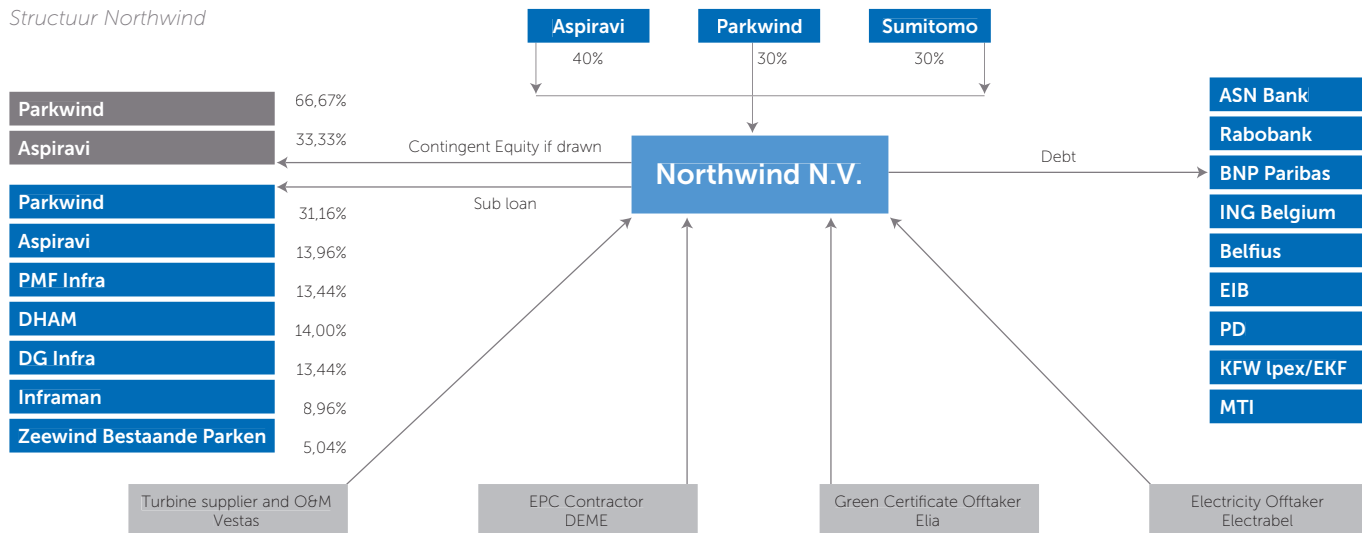 Structuur Northwind
Aspiravi
Parkwind
Sumitomo
40%
30%
30%
Parkwind
66,67%
Aspiravi
33,33%
Contingent Equity if drawn
Sub loan
Northwind N.V.
Debt
Parkwind
31,16%
Aspiravi
13,96%
PMF Infra
13,44%
DHAM
14,00%
DG Infra
13,44%
Inframan
8,96%
Zeewind Bestaande Parken
5,04%
ASN Bank
Rabobank
BNP Paribas
ING Belgium
Belfius
EIB
PD
KFW lpex/EKF
MTI
Turbine supplier and O&M
Vestas
EPC Contractor
DEME
Green Certificate Offtaker
Elia
Electricity Offtaker
Electrabel